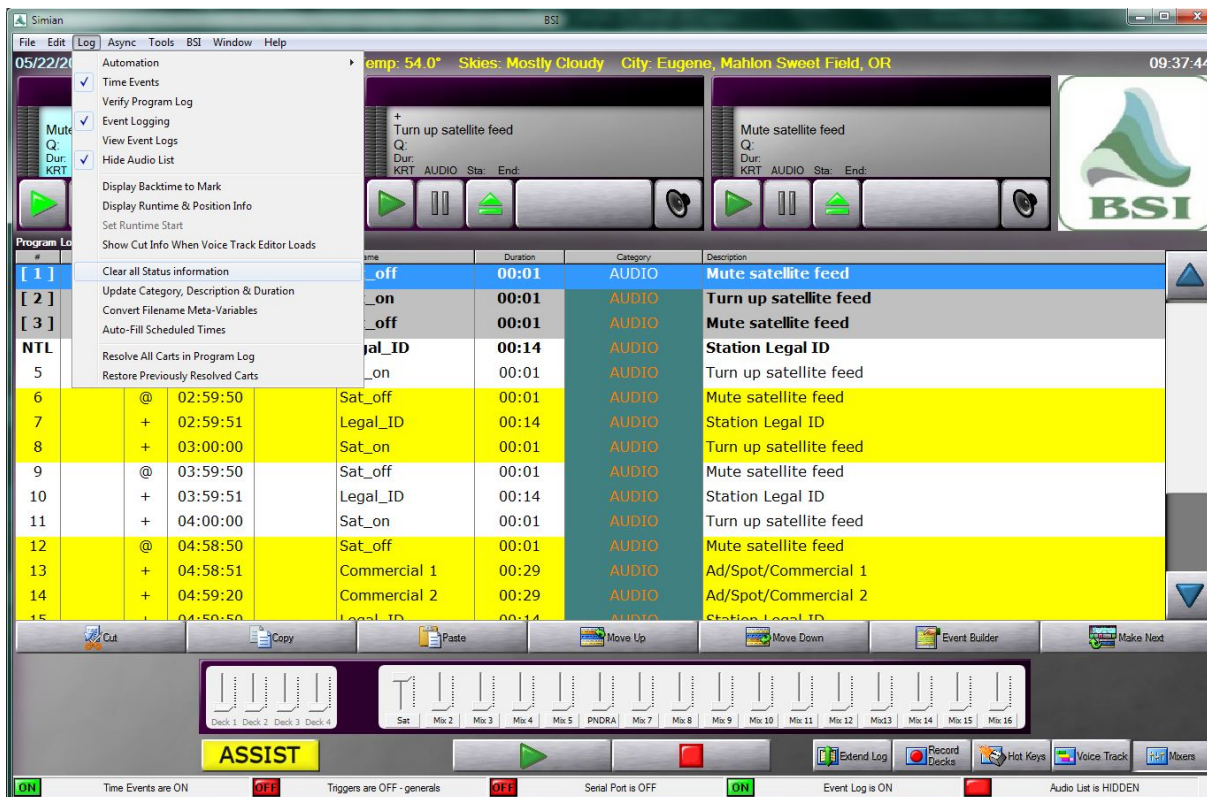 Simian BSI
File Edit Log Async Tools BSI Window Help
05/22/20 emp: 54.0° Skies: Mostly Cloudy City: Eugene, Mahlon Sweet Field, OR 09:37:44
Automation
Time Events
Verify Program Log
Event Logging
View Event Logs
Hide Audio List
Display Backtime to Mark
Display Runtime & Position Info
Set Runtime Start
Show Cut Info When Voice Track Editor Loads
Clear all Status information
Update Category, Description & Duration
Convert Filename Meta-Variables
Auto-Fill Scheduled Times
Resolve All Carts in Program Log
Restore Previously Resolved Carts
Mute
Q:
Dur:
KRT
+
Turn up satellite feed
Q:
Dur:
KRT AUDIO Sta: End:
Mute satellite feed
Q:
Dur:
KRT AUDIO Sta: End:
BSI
Program Lo
# ame Duration Category Description
[ 1 ] _off 00:01 AUDIO Mute satellite feed
[ 2 ] _on 00:01 AUDIO Turn up satellite feed
[ 3 ] _off 00:01 AUDIO Mute satellite feed
NTL gal_ID 00:14 AUDIO Station Legal ID
5 _on 00:01 AUDIO Turn up satellite feed
6 @ 02:59:50 Sat_off 00:01 AUDIO Mute satellite feed
7 + 02:59:51 Legal_ID 00:14 AUDIO Station Legal ID
8 + 03:00:00 Sat_on 00:01 AUDIO Turn up satellite feed
9 @ 03:59:50 Sat_off 00:01 AUDIO Mute satellite feed
10 + 03:59:51 Legal_ID 00:14 AUDIO Station Legal ID
11 + 04:00:00 Sat_on 00:01 AUDIO Turn up satellite feed
12 @ 04:58:50 Sat_off 00:01 AUDIO Mute satellite feed
13 + 04:58:51 Commercial 1 00:29 AUDIO Ad/Spot/Commercial 1
14 + 04:59:20 Commercial 2 00:29 AUDIO Ad/Spot/Commercial 2
15 + 04:59:50 Legal_ID 00:14 AUDIO Station Legal ID
Cut Copy Paste Move Up Move Down Event Builder Make Next
Deck 1 Deck 2 Deck 3 Deck 4 Sat Mix 2 Mix 3 Mix 4 Mix 5 PNDRA Mix 7 Mix 8 Mix 9 Mix 10 Mix 11 Mix 12 Mix13 Mix 14 Mix 15 Mix 16
ASSIST Extend Log Record Decks Hot Keys Voice Track Mixers
ON Time Events are ON OFF Triggers are OFF - generals OFF Serial Port is OFF ON Event Log is ON Audio List is HIDDEN